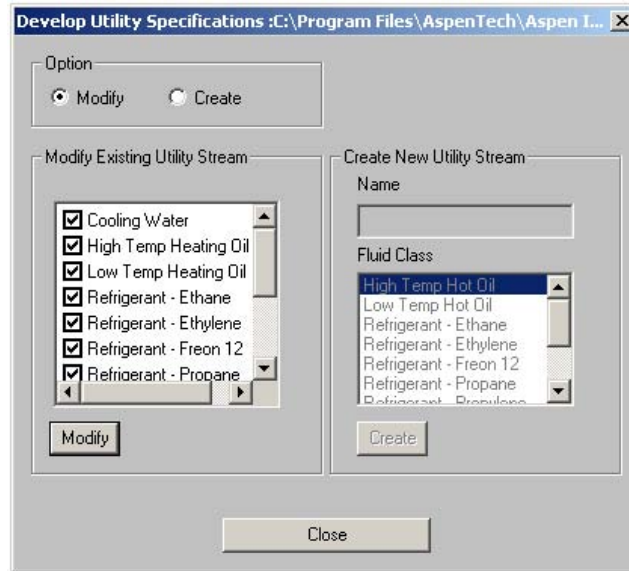 Develop Utility Specifications :C:\Program Files\AspenTech\Aspen I...
Option
Modify
Create
Modify Existing Utility Stream
Cooling Water
High Temp Heating Oil
Low Temp Heating Oil
Refrigerant - Ethane
Refrigerant - Ethylene
Refrigerant - Freon 12
Refrigerant - Propane
Modify
Create New Utility Stream
Name
Fluid Class
High Temp Hot Oil
Low Temp Hot Oil
Refrigerant - Ethane
Refrigerant - Ethylene
Refrigerant - Freon 12
Refrigerant - Propane
Refrigerant - Propylene
Create
Close